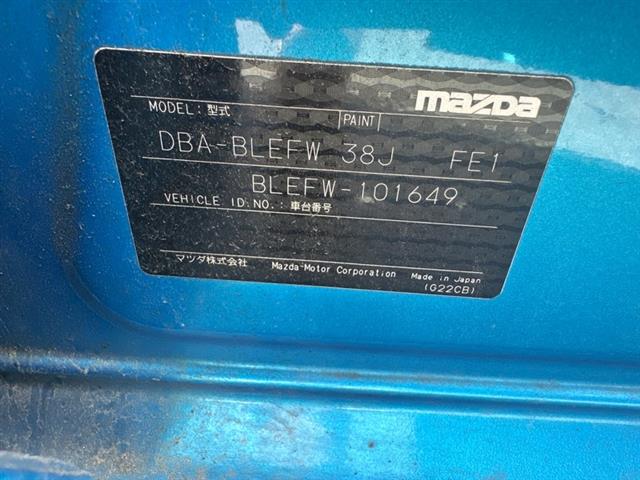 mazda
MODEL: 型式 PAINT
DBA-BLEFW 38J FE1
BLEFW-101649
VEHICLE ID.NO.: 車台番号
マツダ株式会社 Mazda Motor Corporation Made in Japan
(G22CB)